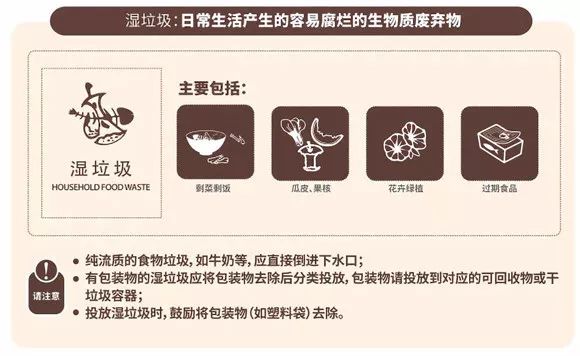 湿垃圾：日常生活产生的容易腐烂的生物质废弃物
主要包括：
湿垃圾
HOUSEHOLD FOOD WASTE
剩菜剩饭
瓜皮、果核
花卉绿植
过期食品
请注意
纯流质的食物垃圾，如牛奶等，应直接倒进下水口；
有包装物的湿垃圾应将包装物去除后分类投放，包装物请投放到对应的可回收物或干
垃圾容器；
投放湿垃圾时，鼓励将包装物（如塑料袋）去除。